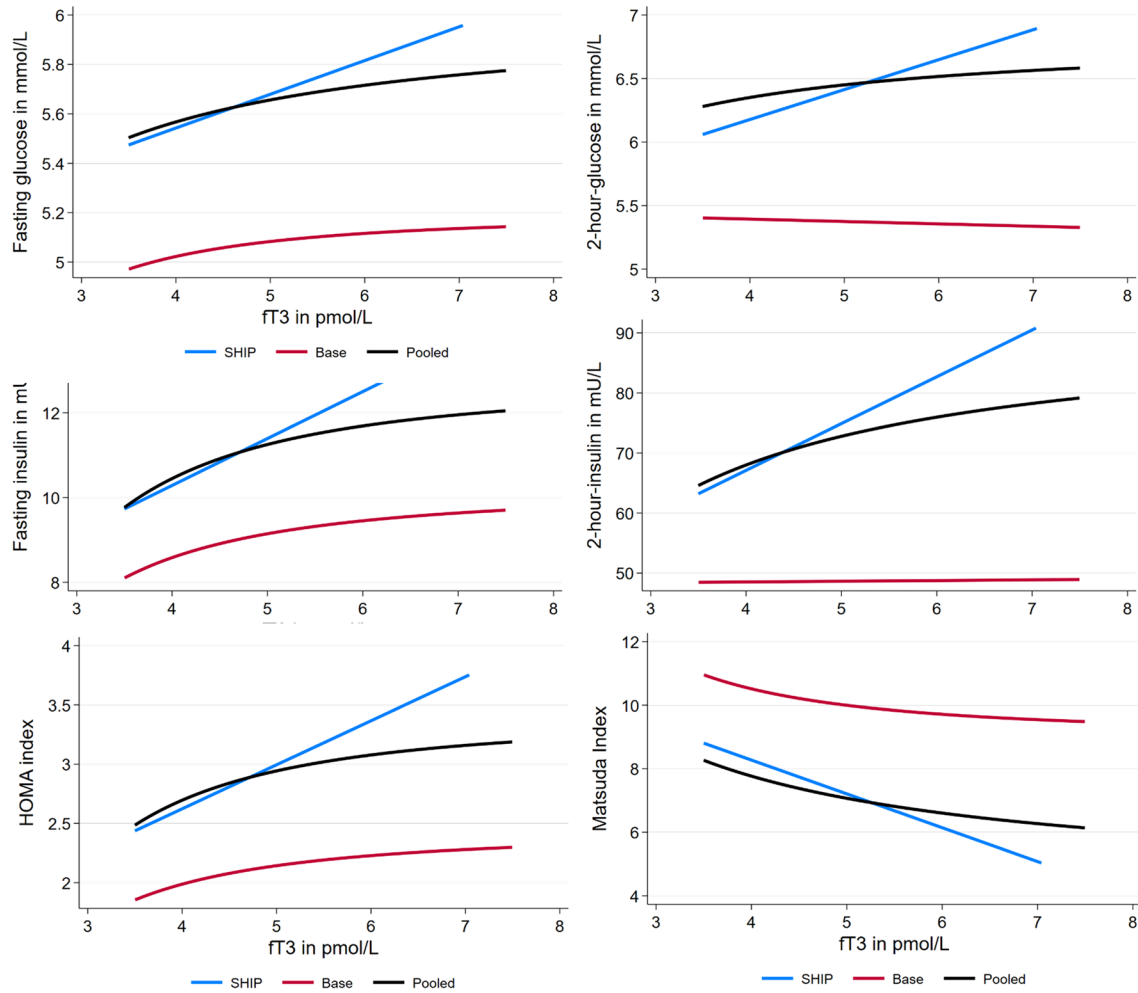 Fasting glucose in mmol/L
6
5.8
5.6
5.4
5.2
5
3 4 5 6 7 8
fT3 in pmol/L
SHIP Base Pooled
2-hour-glucose in mmol/L
7
6.5
6
5.5
5
3 4 5 6 7 8
Fasting insulin in
12
10
8
3 4 5 6 7 8
2-hour-insulin in mU/L
90
80
70
60
50
3 4 5 6 7 8
HOMA index
4
3.5
3
2.5
2
3 4 5 6 7 8
fT3 in pmol/L
SHIP Base Pooled
Matsuda Index
12
10
8
6
4
3 4 5 6 7 8
fT3 in pmol/L
SHIP Base Pooled